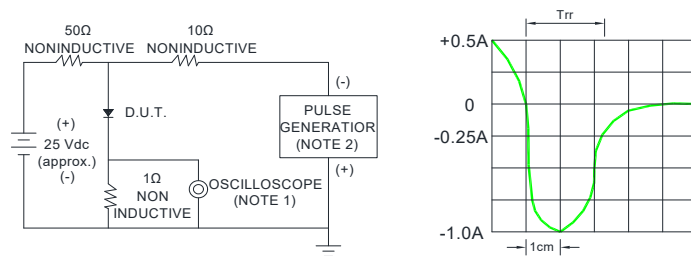 50Ω
NONINDUCTIVE
10Ω
NONINDUCTIVE
(-)
D.U.T.
PULSE
GENERATIOR
(NOTE 2)
(+)
(+)
25 Vdc
(approx.)
(-)
1Ω
NON
INDUCTIVE
OSCILLOSCOPE
(NOTE 1)
Trr
+0.5A
0
-0.25A
-1.0A
1cm